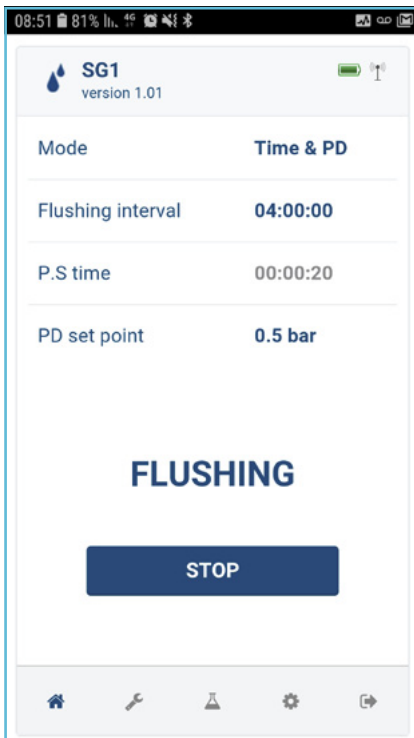 08:51 81% 4G
SG1
version 1.01
Mode Time & PD
Flushing interval 04:00:00
P.S time 00:00:20
PD set point 0.5 bar
FLUSHING
STOP